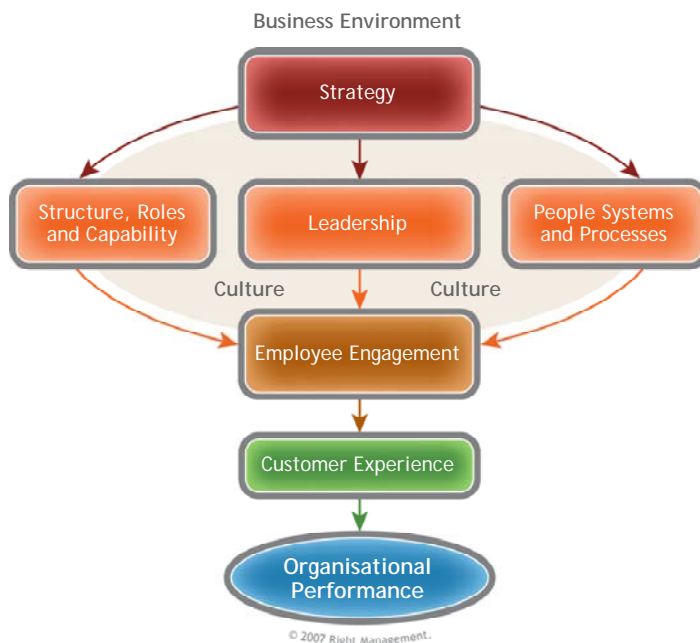 Business Environment
Strategy
Structure, Roles
and Capability
Leadership
People Systems
and Processes
Culture
Culture
Employee Engagement
Customer Experience
Organisational
Performance
© 2007 Right Management.